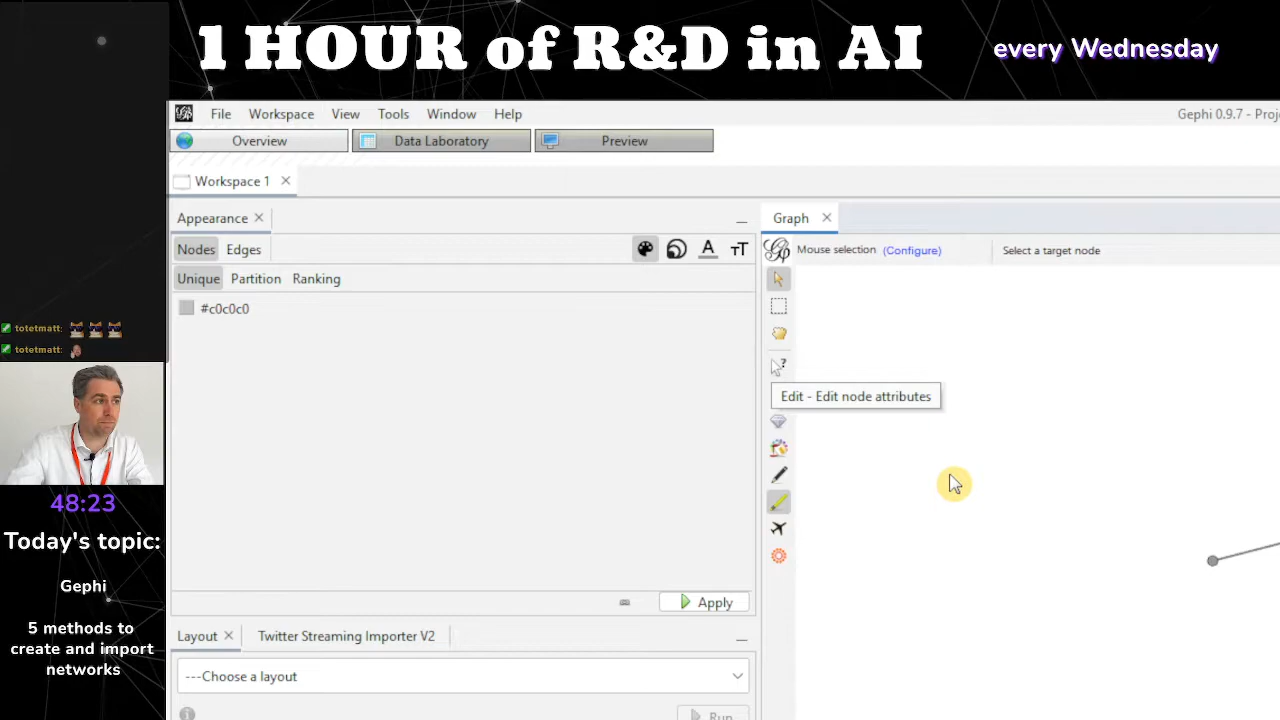 1 HOUR of R&D in AI
every Wednesday
File Workspace View Tools Window Help
Gephi 0.9.7 - Proj
Overview Data Laboratory Preview
Workspace 1
Appearance
Graph
Nodes Edges
Mouse selection (Configure) Select a target node
Unique Partition Ranking
#c0c0c0
totetmatt:
totetmatt:
Edit - Edit node attributes
48:23
Today's topic:
Gephi
5 methods to
create and import
networks
Apply
Layout Twitter Streaming Importer V2
---Choose a layout
Run